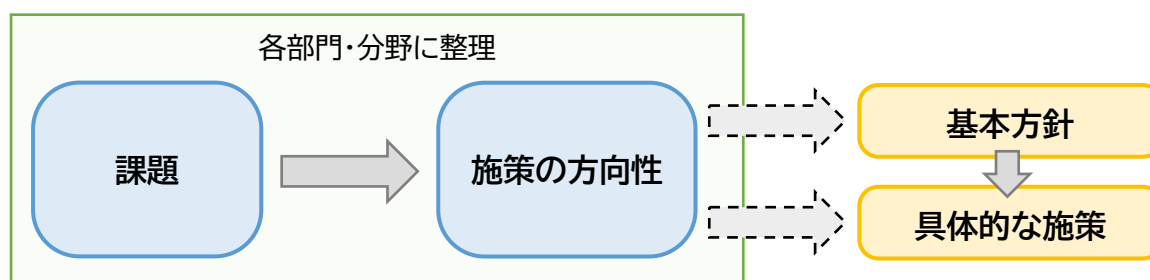 各部門・分野に整理
課題
施策の方向性
基本方針
具体的な施策